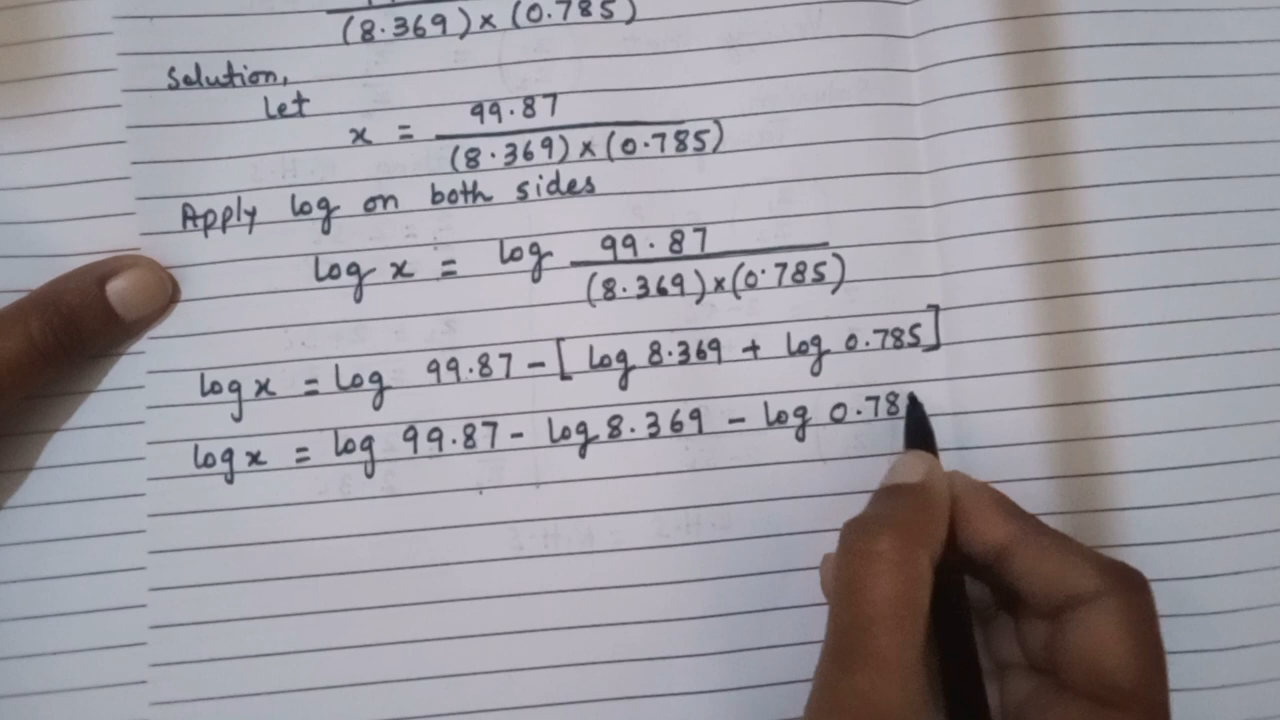 (8.369) × (0.785)
Solution,
Let
x = 99.87
(8.369) × (0.785)
Apply log on both sides
log x = log 99.87
(8.369) × (0.785)
log x = log 99.87 - [ log 8.369 + log 0.785]
log x = log 99.87 - log 8.369 - log 0.78